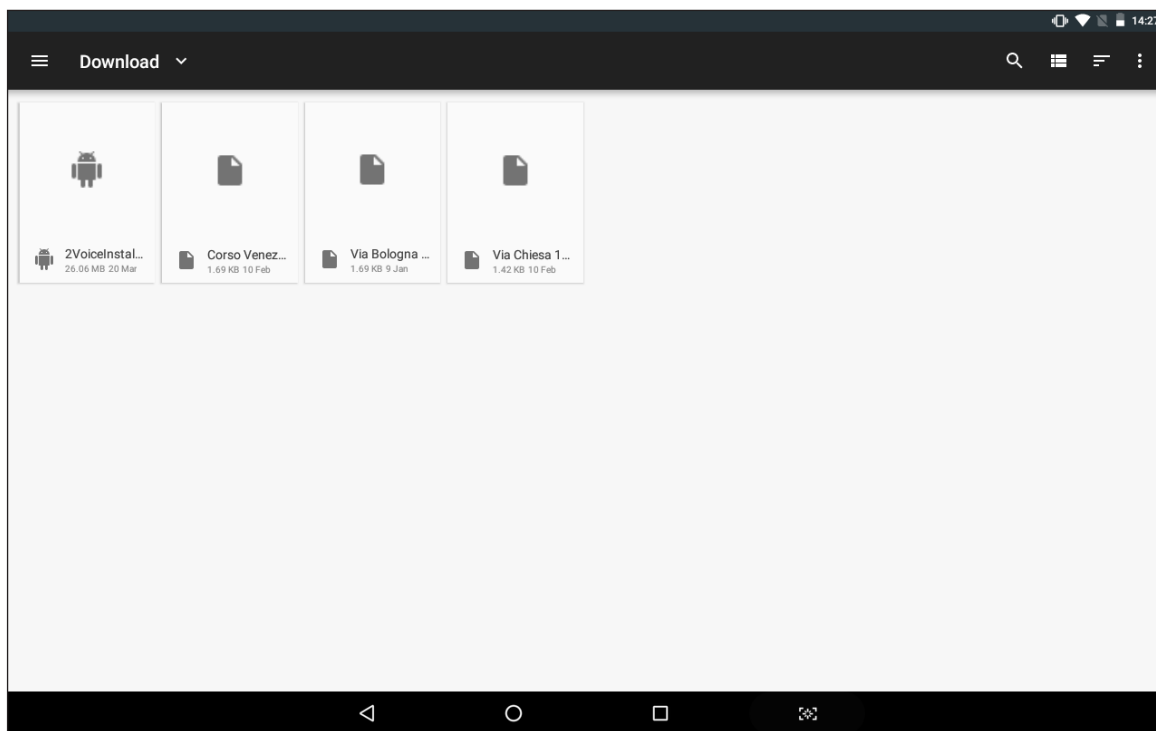 14:27
Download
2VoiceInstal...
26.06 MB 20 Mar
Corso Venez...
1.69 KB 10 Feb
Via Bologna ...
1.69 KB 9 Jan
Via Chiesa 1...
1.42 KB 10 Feb